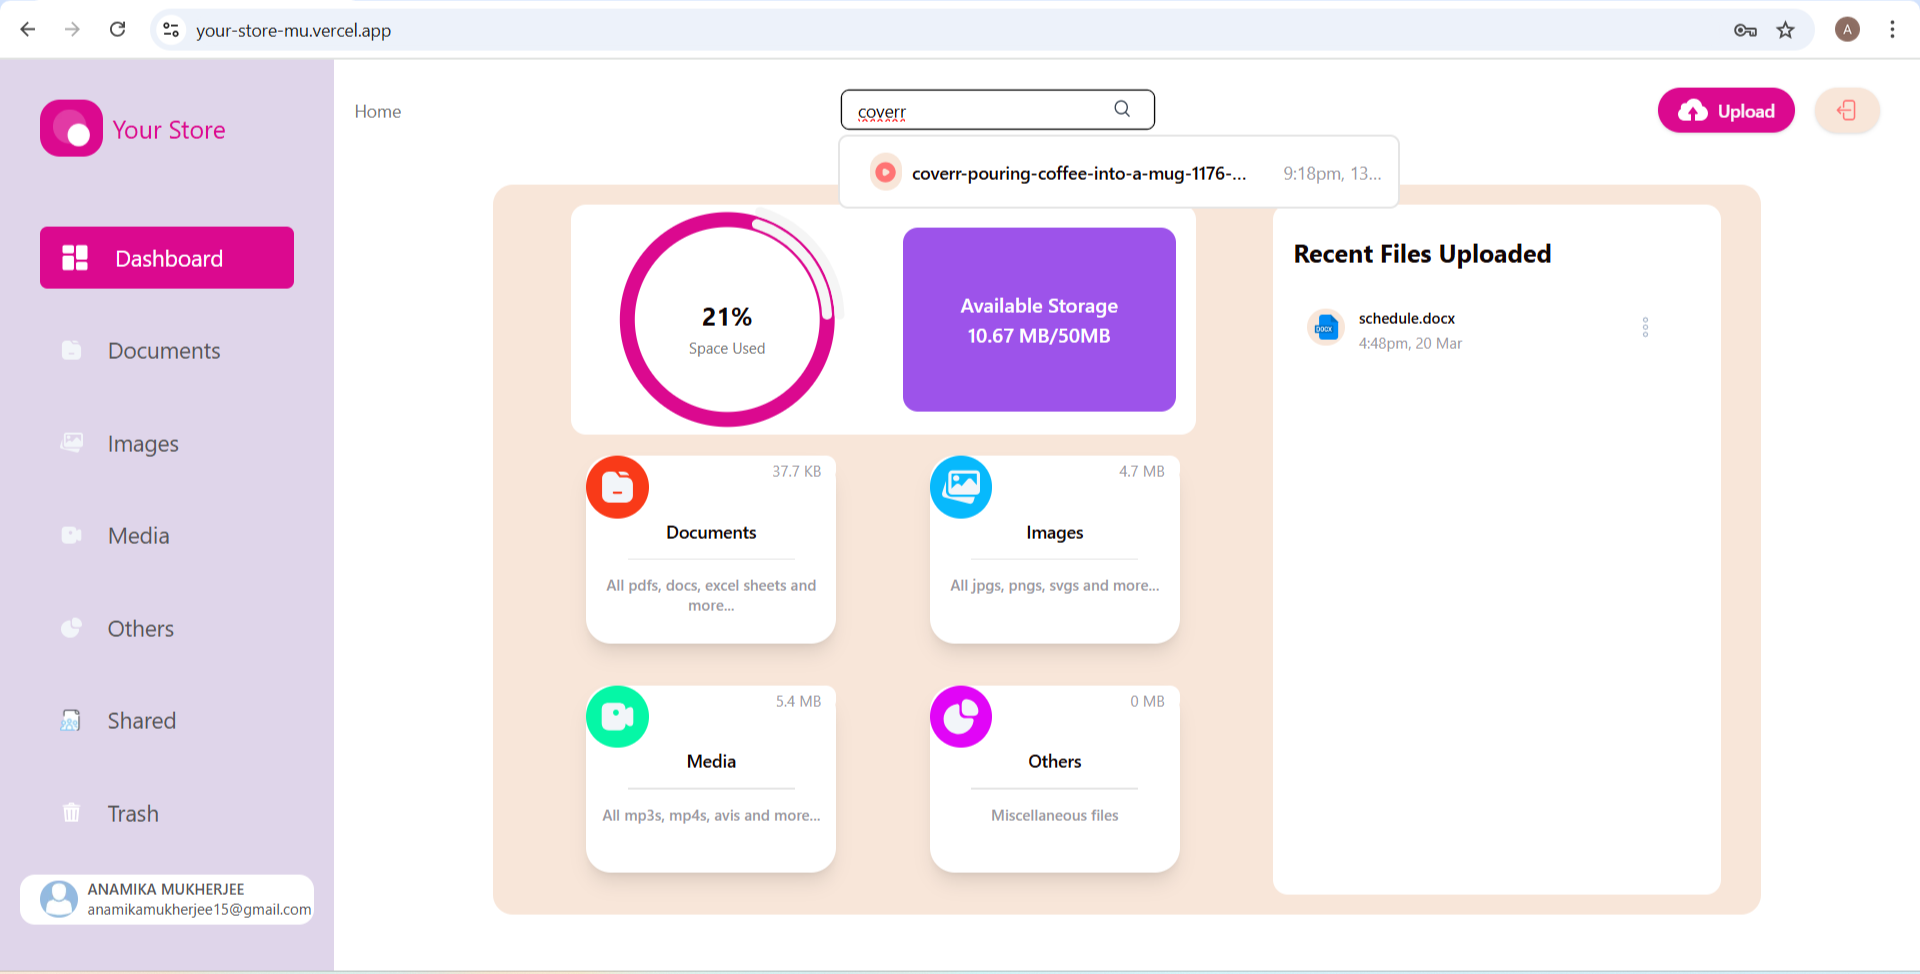 your-store-mu.vercel.app
A
Your Store
Home
coverr
Upload
coverr-pouring-coffee-into-a-mug-1176-...
9:18pm, 13...
Dashboard
Documents
Images
Media
Others
Shared
Trash
ANAMIKA MUKHERJEE
anamikamukherjee15@gmail.com
21%
Space Used
Available Storage
10.67 MB/50MB
37.7 KB
Documents
All pdfs, docs, excel sheets and
more...
4.7 MB
Images
All jpgs, pngs, svgs and more...
5.4 MB
Media
All mp3s, mp4s, avis and more...
0 MB
Others
Miscellaneous files
Recent Files Uploaded
DOCX
schedule.docx
4:48pm, 20 Mar